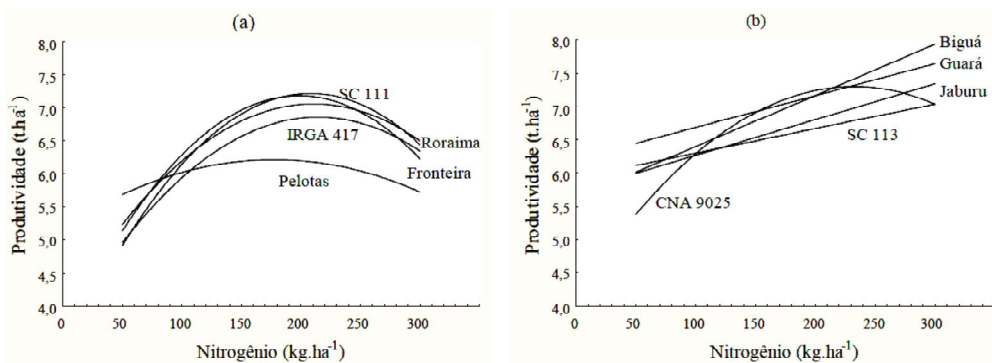 (a)
Produtividade (t.ha⁻¹)
8,0
7,5
7,0
6,5
6,0
5,5
5,0
4,5
4,0
SC 111
IRGA 417
Roraima
Pelotas
Fronteira
0 50 100 150 200 250 300
Nitrogênio (kg.ha⁻¹)
(b)
Produtividade (t.ha⁻¹)
8,0
7,5
7,0
6,5
6,0
5,5
5,0
4,5
4,0
Biguá
Guará
Jaburu
SC 113
CNA 9025
0 50 100 150 200 250 300
Nitrogênio (kg.ha⁻¹)